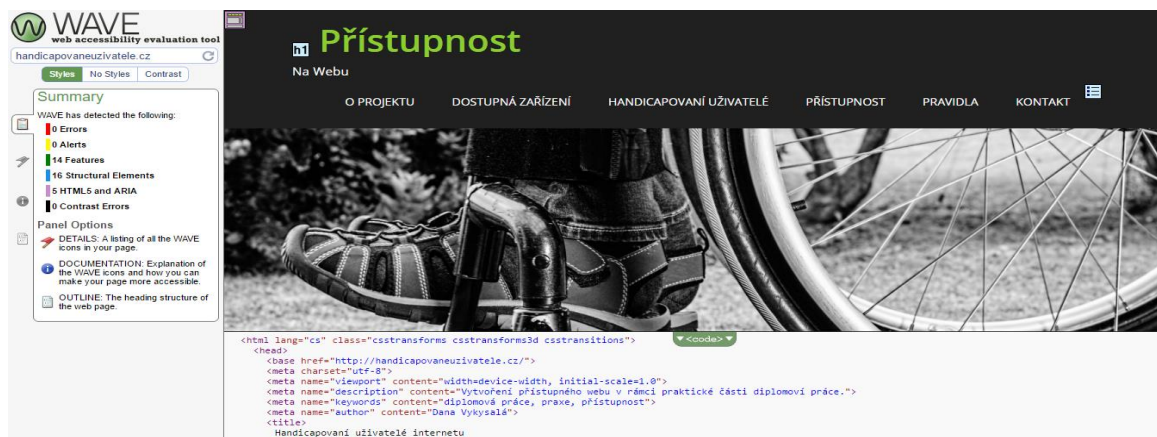 WAVE
web accessibility evaluation tool
handicapovaneuzivatele.cz
Styles No Styles Contrast
Summary
WAVE has detected the following:
0 Errors
0 Alerts
14 Features
16 Structural Elements
5 HTML5 and ARIA
0 Contrast Errors
Panel Options
DETAILS: A listing of all the WAVE
icons in your page.
DOCUMENTATION: Explanation of
the WAVE icons and how you can
make your page more accessible.
OUTLINE: The heading structure of
the web page.
h1 Přístupnost
Na Webu
O PROJEKTU DOSTUPNÁ ZAŘÍZENÍ HANDICAPOVANÍ UŽIVATELÉ PŘÍSTUPNOST PRAVIDLA KONTAKT
<code>
<html lang="cs" class="csstransforms csstransforms3d csstransitions">
<head>
<base href="http://handicapovaneuzivatele.cz/">
<meta charset="utf-8">
<meta name="viewport" content="width=device-width, initial-scale=1.0">
<meta name="description" content="Vytvoření přístupného webu v rámci praktické části diplomoví práce.">
<meta name="keywords" content="diplomová práce, praxe, přístupnost">
<meta name="author" content="Dana Vykysalá">
<title>
Handicapovaní uživatelé internetu